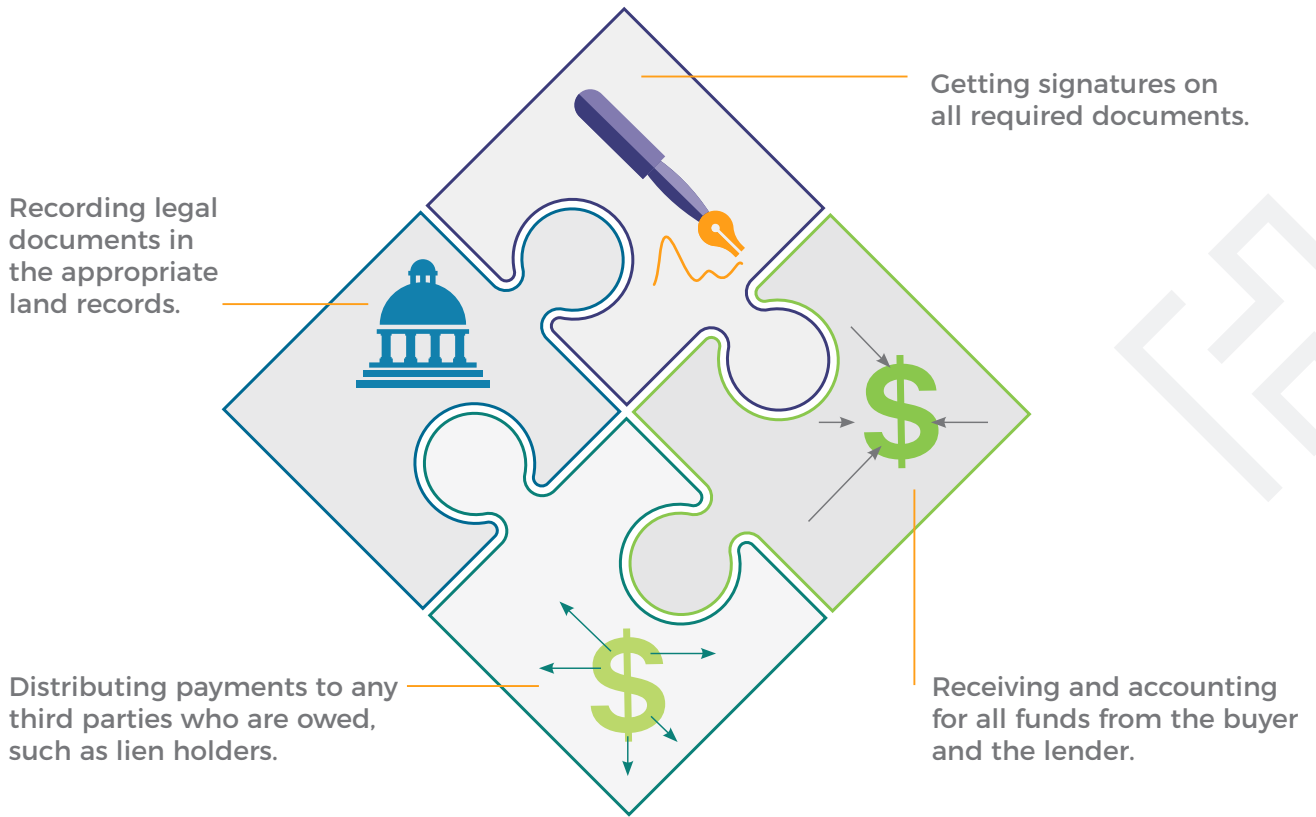 Getting signatures on
all required documents.
Recording legal
documents in
the appropriate
land records.
$
$
Distributing payments to any
third parties who are owed,
such as lien holders.
Receiving and accounting
for all funds from the buyer
and the lender.